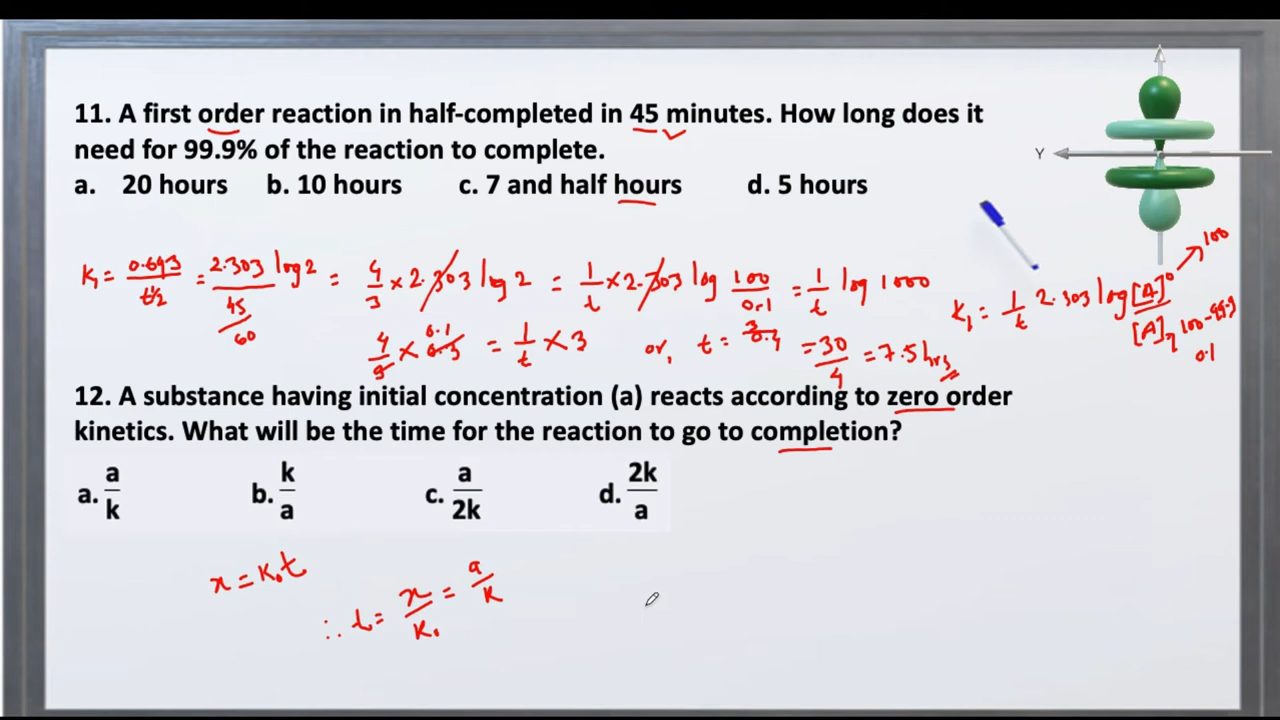 11. A first order reaction in half-completed in 45 minutes. How long does it
need for 99.9% of the reaction to complete.
a. 20 hours b. 10 hours c. 7 and half hours d. 5 hours
Y
K₁ = 0.693/t½ = 2.303 log 2/(45/60) = 4/3 × 2.303 log 2 = 1/t × 2.303 log 100/0.1 = 1/t log 1000
K₁ = 1/t 2.303 log [A]⁰/[A] 100 100-99.9 0.1
4/3 × 0.3 0.1 = 1/t × 3 or, t = 3/0.4 = 30/4 = 7.5 hrs
12. A substance having initial concentration (a) reacts according to zero order
kinetics. What will be the time for the reaction to go to completion?
a. a/k b. k/a c. a/2k d. 2k/a
x = K₀t
∴ t = x/K₀ = a/K